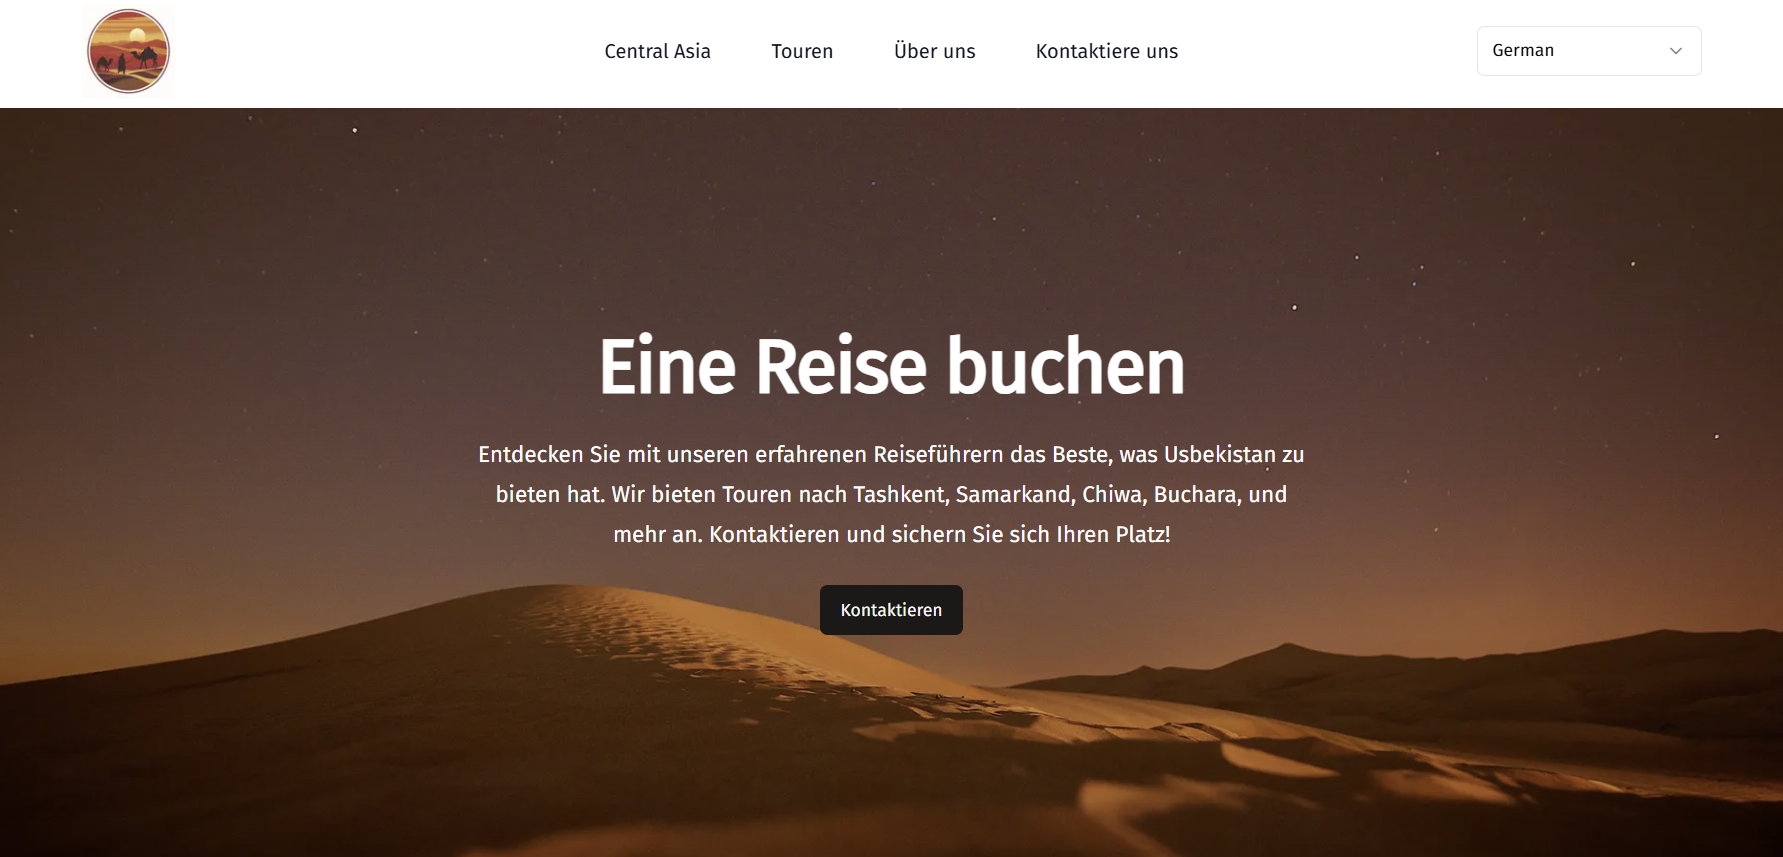 Central Asia
Touren
Über uns
Kontaktiere uns
German
Eine Reise buchen
Entdecken Sie mit unseren erfahrenen Reiseführern das Beste, was Usbekistan zu
bieten hat. Wir bieten Touren nach Tashkent, Samarkand, Chiwa, Buchara, und
mehr an. Kontaktieren und sichern Sie sich Ihren Platz!
Kontaktieren